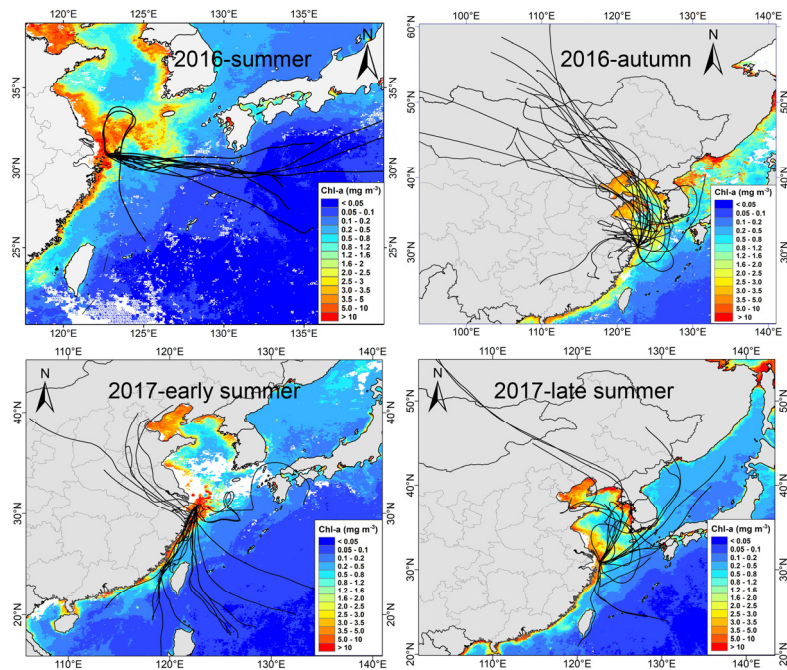 120°E 125°E 130°E 135°E
2016-summer
N
35°N
30°N
25°N
Chl-a (mg m⁻³)
< 0.05
0.05 - 0.1
0.1 - 0.2
0.2 - 0.5
0.5 - 0.8
0.8 - 1.2
1.2 - 1.6
1.6 - 2.0
2.0 - 2.5
2.5 - 3
3.0 - 3.5
3.5 - 5
5.0 - 10
> 10
120°E 125°E 130°E 135°E
100°E 110°E 120°E 130°E 140°E
60°N
2016-autumn
N
50°N
40°N
30°N
50°N
40°N
30°N
Chl-a (mg m⁻³)
< 0.05
0.05 - 0.1
0.1 - 0.2
0.2 - 0.5
0.5 - 0.8
0.8 - 1.2
1.2 - 1.6
1.6 - 2
2.0 - 2.5
2.5 - 3.0
3.0 - 3.5
3.5 - 5.0
5.0 - 10
> 10
100°E 110°E 120°E 130°E
110°E 120°E 130°E 140°E
N
2017-early summer
40°N
30°N
20°N
Chl-a (mg m⁻³)
< 0.05
0.05 - 0.1
0.1 - 0.2
0.2 - 0.5
0.5 - 0.8
0.8 - 1.2
1.2 - 1.6
1.6 - 2.0
2.0 - 2.5
2.5 - 3.0
3.0 - 3.5
3.5 - 5.0
5.0 - 10
> 10
110°E 120°E 130°E
110°E 120°E 130°E 140°E
N
2017-late summer
50°N
40°N
30°N
20°N
50°N
40°N
30°N
20°N
Chl-a (mg m⁻³)
< 0.05
0.05 - 0.1
0.1 - 0.2
0.2 - 0.5
0.5 - 0.8
0.8 - 1.2
1.2 - 1.6
1.6 - 2.0
2.0 - 2.5
2.5 - 3.0
3.0 - 3.5
3.5 - 5.0
5.0 - 10
> 10
110°E 120°E 130°E